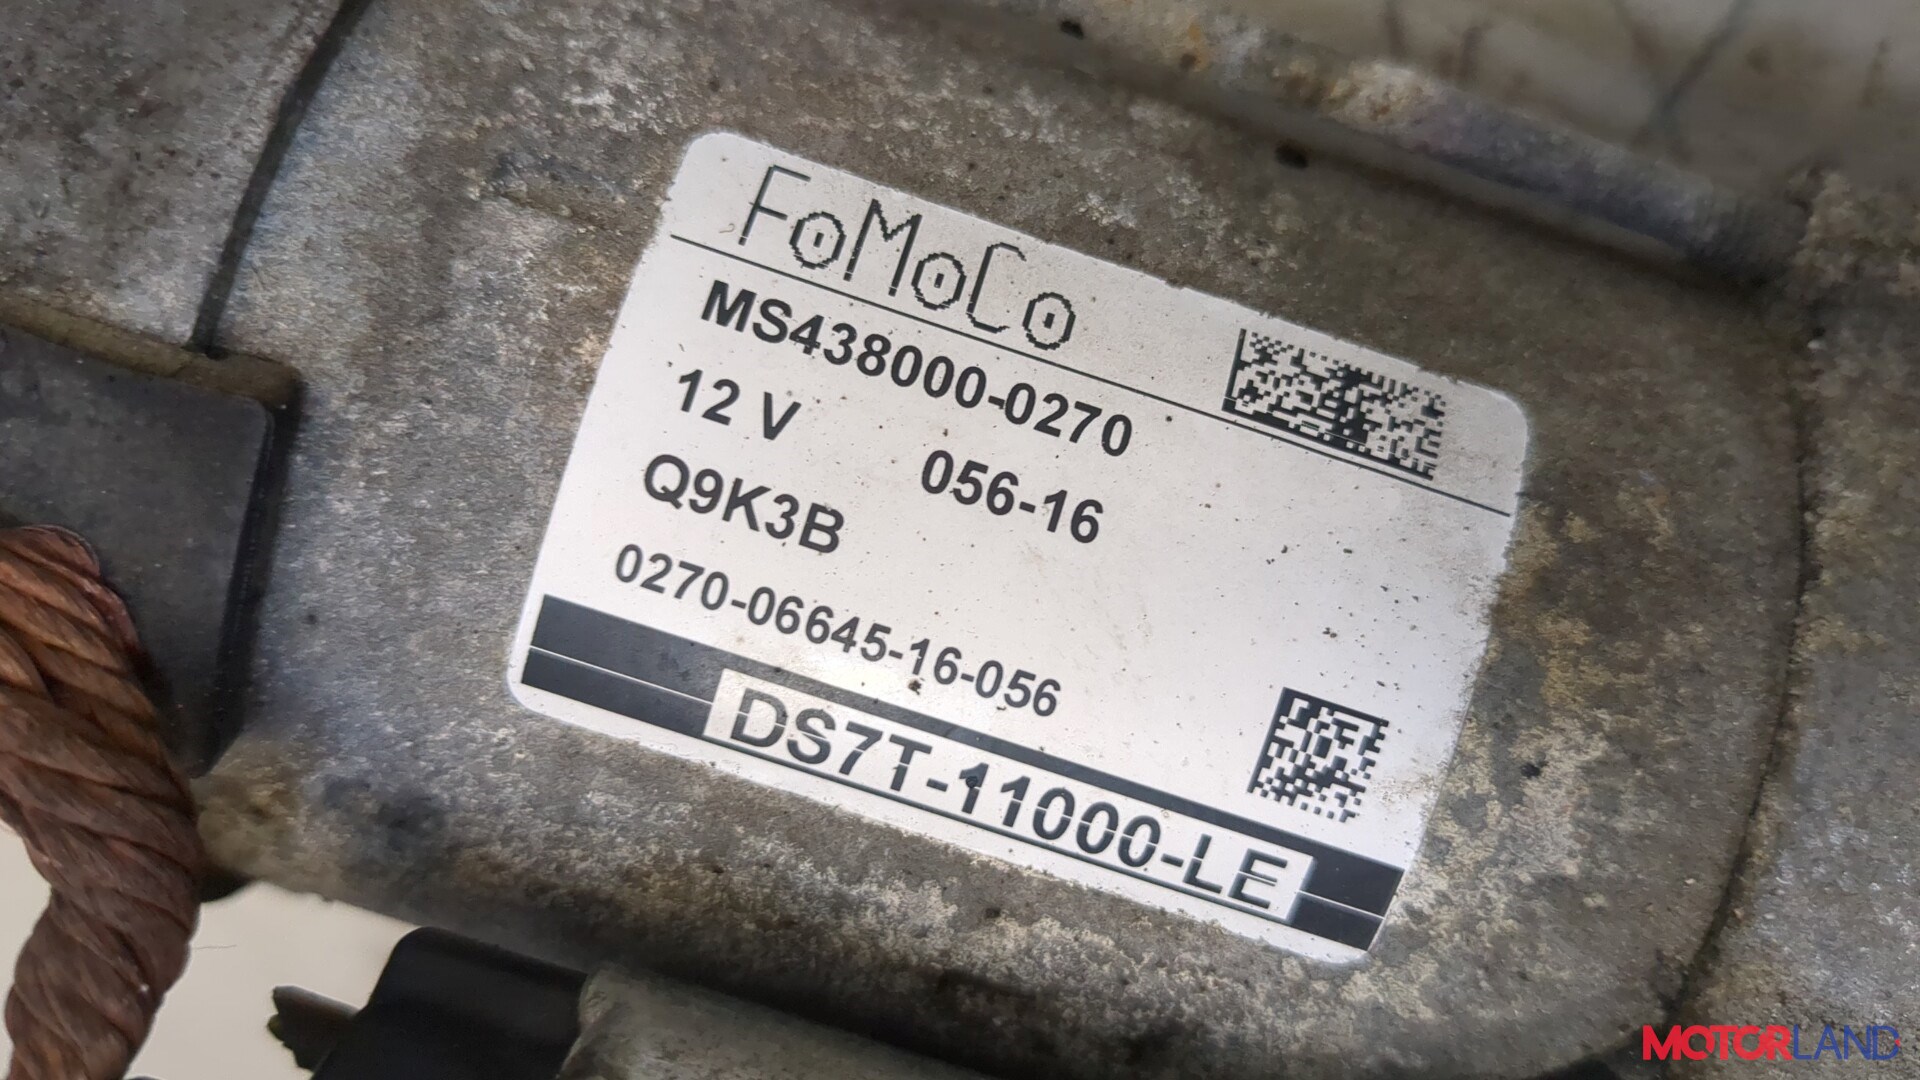 FoMoCo
MS438000-0270
12 V 056-16
Q9K3B
0270-06645-16-056
DS7T-11000-LE
MOTORLAND